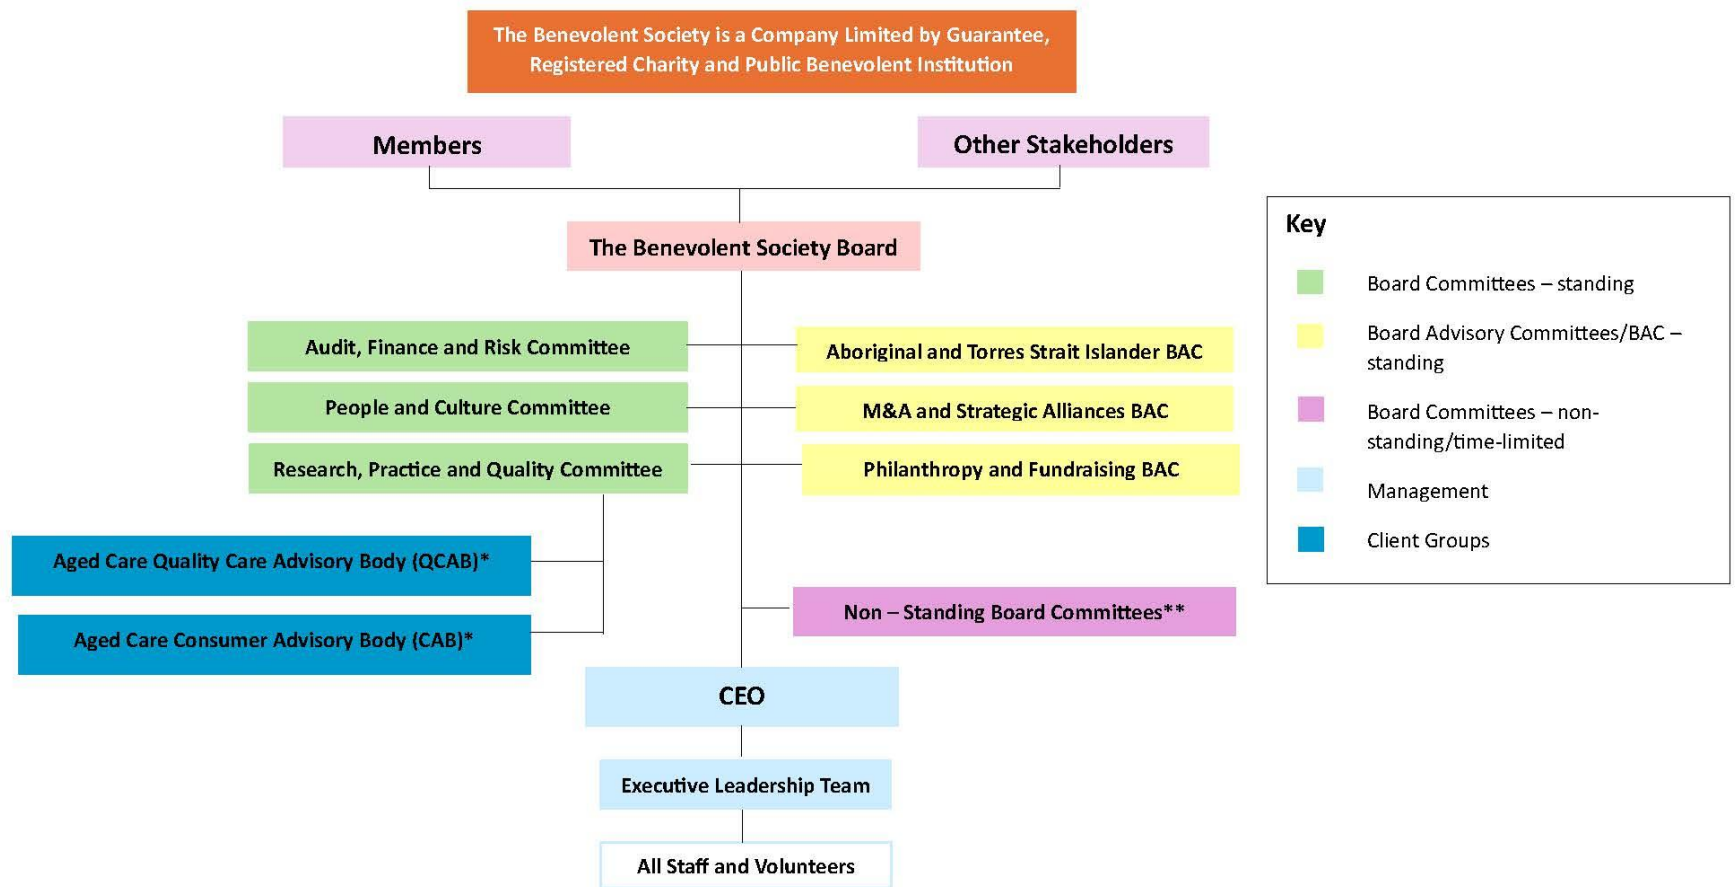 The Benevolent Society is a Company Limited by Guarantee,
Registered Charity and Public Benevolent Institution
Members
Other Stakeholders
The Benevolent Society Board
Audit, Finance and Risk Committee
Aboriginal and Torres Strait Islander BAC
People and Culture Committee
M&A and Strategic Alliances BAC
Research, Practice and Quality Committee
Philanthropy and Fundraising BAC
Aged Care Quality Care Advisory Body (QCAB)*
Aged Care Consumer Advisory Body (CAB)*
Non – Standing Board Committees**
CEO
Executive Leadership Team
All Staff and Volunteers
Key
Board Committees – standing
Board Advisory Committees/BAC –
standing
Board Committees – non-
standing/time-limited
Management
Client Groups